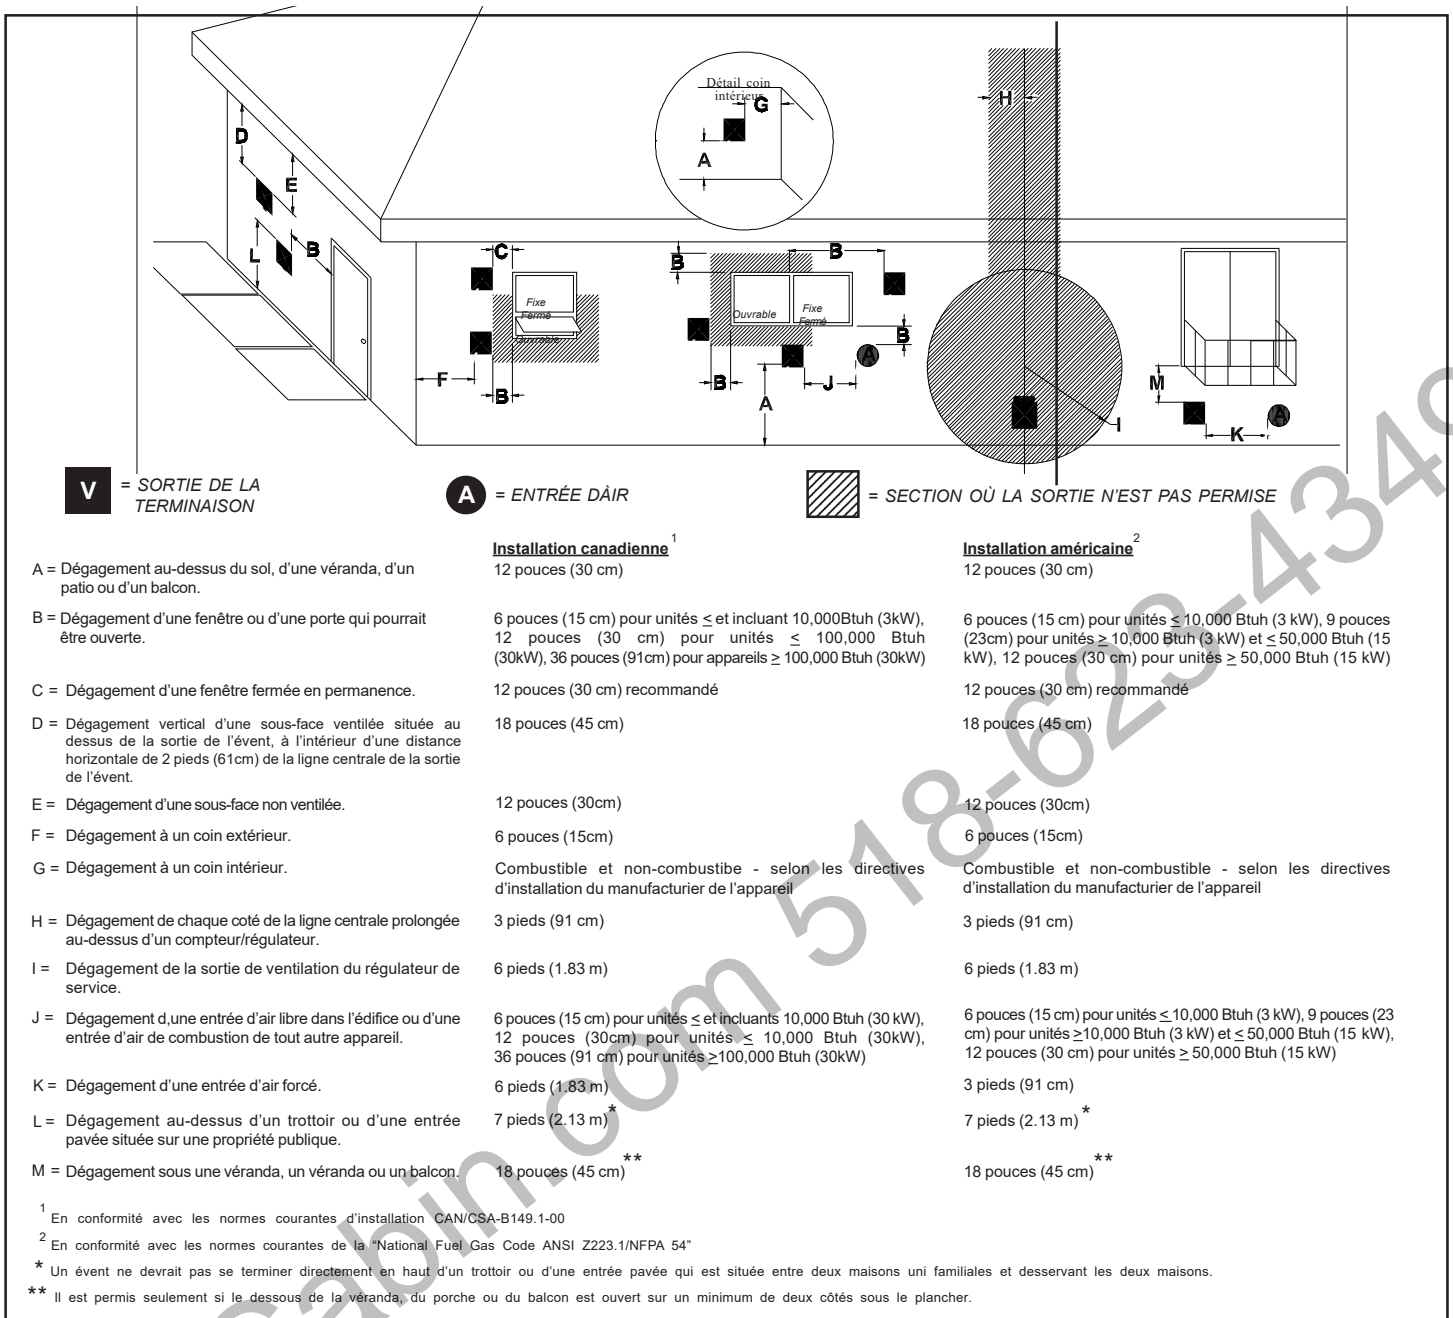 Détail coin
intérieur
G
A
H
D
E
L
B
C
B
B
Fixe
Fermé
Ouvrable
Ouvrable
Fixe
Fermé
B
A
F
B
B
J
A
M
A
K
I
V = SORTIE DE LA
TERMINAISON
A = ENTRÉE DÀIR
= SECTION OÙ LA SORTIE N'EST PAS PERMISE
Installation canadienne 1
Installation américaine 2
A = Dégagement au-dessus du sol, d'une véranda, d'un
patio ou d'un balcon.
12 pouces (30 cm)
12 pouces (30 cm)
B = Dégagement d'une fenêtre ou d'une porte qui pourrait
être ouverte.
6 pouces (15 cm) pour unités ≤ et incluant 10,000Btuh (3kW),
12 pouces (30 cm) pour unités ≤ 100,000 Btuh
(30kW), 36 pouces (91cm) pour appareils ≥ 100,000 Btuh (30kW)
6 pouces (15 cm) pour unités ≤ 10,000 Btuh (3 kW), 9 pouces
(23cm) pour unités ≥ 10,000 Btuh (3 kW) et ≤ 50,000 Btuh (15
kW), 12 pouces (30 cm) pour unités ≥ 50,000 Btuh (15 kW)
C = Dégagement d'une fenêtre fermée en permanence.
12 pouces (30 cm) recommandé
12 pouces (30 cm) recommandé
D = Dégagement vertical d'une sous-face ventilée située au
dessus de la sortie de l'évent, à l'intérieur d'une distance
horizontale de 2 pieds (61cm) de la ligne centrale de la sortie
de l'évent.
18 pouces (45 cm)
18 pouces (45 cm)
E = Dégagement d'une sous-face non ventilée.
12 pouces (30cm)
12 pouces (30cm)
F = Dégagement à un coin extérieur.
6 pouces (15cm)
6 pouces (15cm)
G = Dégagement à un coin intérieur.
Combustible et non-combustibe - selon les directives
d'installation du manufacturier de l'appareil
Combustible et non-combustible - selon les directives
d'installation du manufacturier de l'appareil
H = Dégagement de chaque coté de la ligne centrale prolongée
au-dessus d'un compteur/régulateur.
3 pieds (91 cm)
3 pieds (91 cm)
I = Dégagement de la sortie de ventilation du régulateur de
service.
6 pieds (1.83 m)
6 pieds (1.83 m)
J = Dégagement d,une entrée d'air libre dans l'édifice ou d'une
entrée d'air de combustion de tout autre appareil.
6 pouces (15 cm) pour unités ≤ et incluants 10,000 Btuh (30 kW),
12 pouces (30cm) pour unités ≤ 10,000 Btuh (30kW),
36 pouces (91 cm) pour unités ≥100,000 Btuh (30kW)
6 pouces (15 cm) pour unités ≤ 10,000 Btuh (3 kW), 9 pouces (23
cm) pour unités ≥10,000 Btuh (3 kW) et ≤ 50,000 Btuh (15 kW),
12 pouces (30 cm) pour unités ≥ 50,000 Btuh (15 kW)
K = Dégagement d'une entrée d'air forcé.
6 pieds (1.83 m)
3 pieds (91 cm)
L = Dégagement au-dessus d'un trottoir ou d'une entrée
pavée située sur une propriété publique.
7 pieds (2.13 m)*
7 pieds (2.13 m) *
M = Dégagement sous une véranda, un véranda ou un balcon.
18 pouces (45 cm)**
18 pouces (45 cm)**
1 En conformité avec les normes courantes d'installation CAN/CSA-B149.1-00
2 En conformité avec les normes courantes de la "National Fuel Gas Code ANSI Z223.1/NFPA 54"
* Un évent ne devrait pas se terminer directement en haut d'un trottoir ou d'une entrée pavée qui est située entre deux maisons uni familiales et desservant les deux maisons.
** Il est permis seulement si le dessous de la véranda, du porche ou du balcon est ouvert sur un minimum de deux côtés sous le plancher.
Cabin.com 518-623-4349